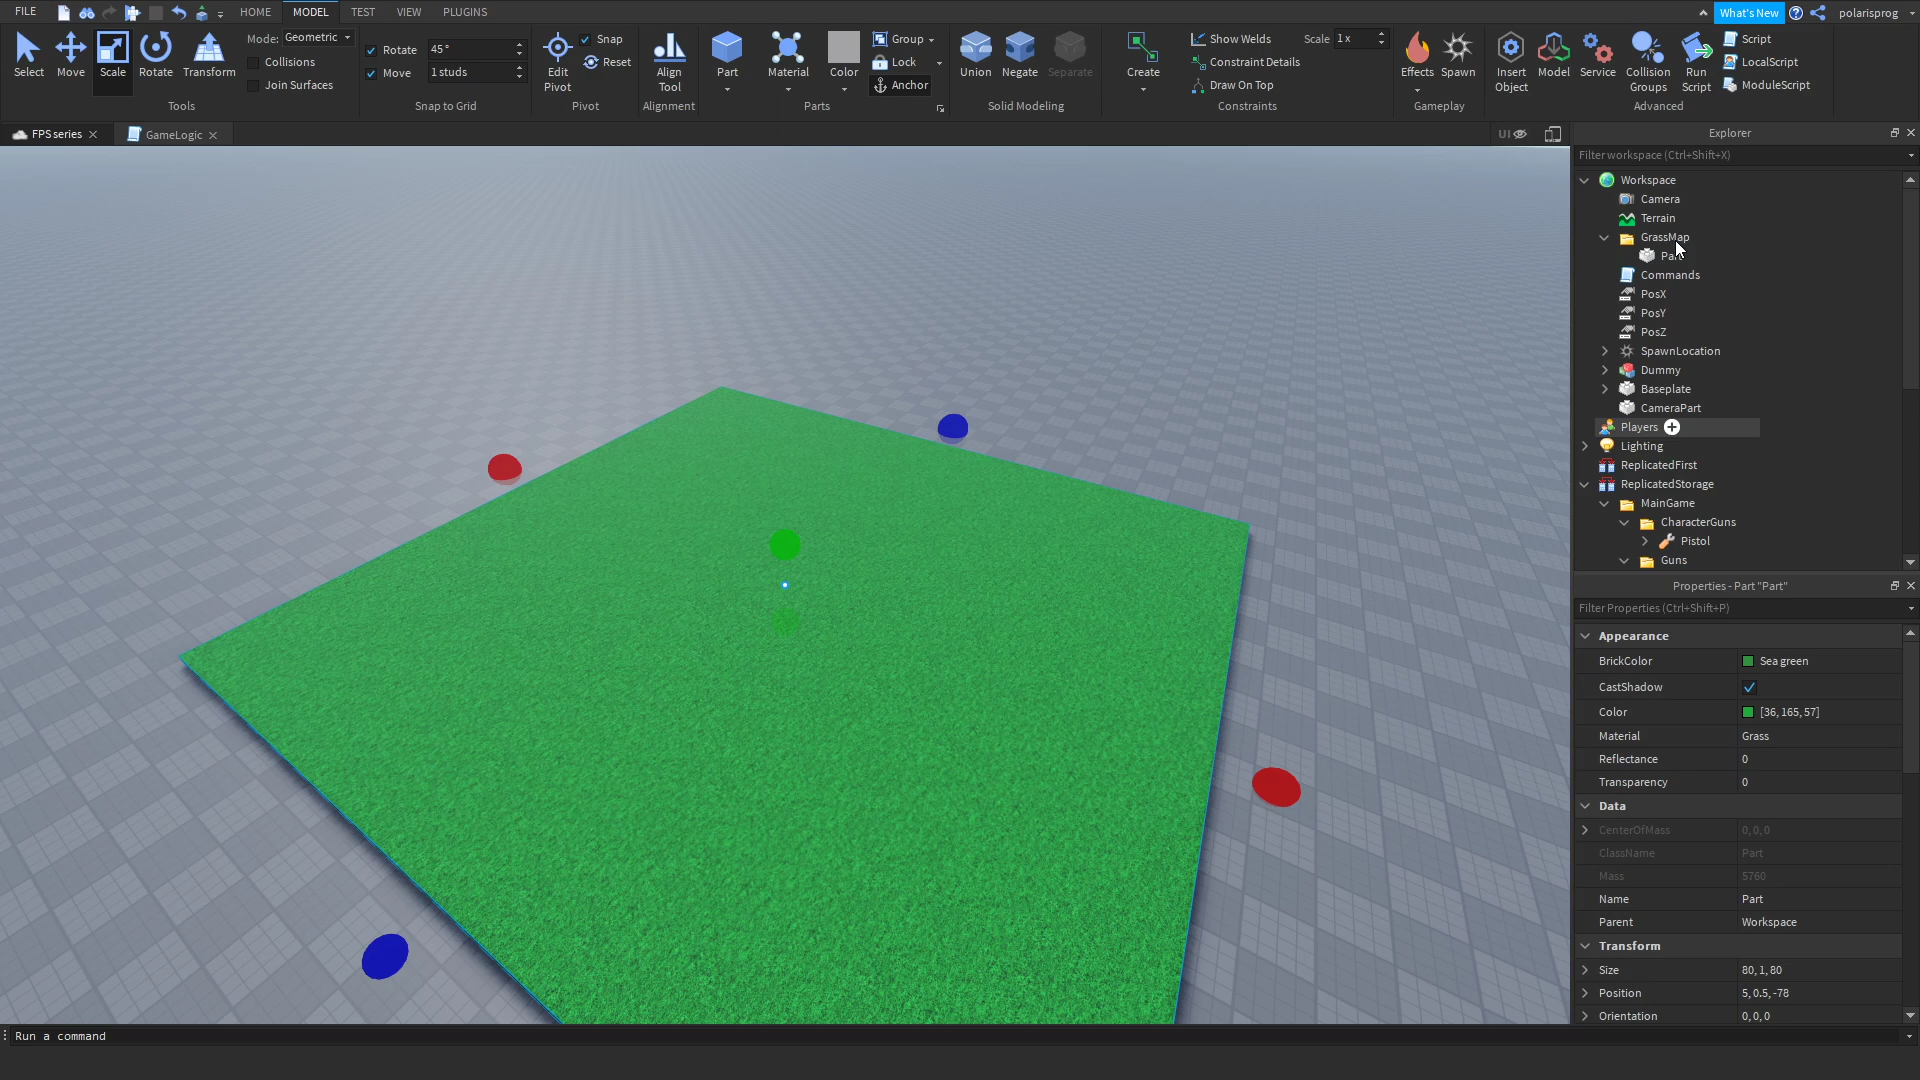 FILE HOME MODEL TEST VIEW PLUGINS What's New polarisprog
Select Move Scale Rotate Transform
Mode: Geometric
Collisions
Join Surfaces
Tools
Rotate 45°
Move 1 studs
Snap to Grid
Edit Pivot
Snap
Reset
Pivot
Align Tool
Alignment
Part Material Color
Group
Lock
Anchor
Parts
Union Negate Separate
Solid Modeling
Create
Show Welds Scale 1x
Constraint Details
Draw On Top
Constraints
Effects Spawn
Gameplay
Insert Object Model Service Collision Groups Run Script
Script
LocalScript
ModuleScript
Advanced
FPS series GameLogic UI
Explorer
Filter workspace (Ctrl+Shift+X)
Workspace
Camera
Terrain
GrassMap
Part
Commands
PosX
PosY
PosZ
SpawnLocation
Dummy
Baseplate
CameraPart
Players
Lighting
ReplicatedFirst
ReplicatedStorage
MainGame
CharacterGuns
Pistol
Guns
Properties - Part "Part"
Filter Properties (Ctrl+Shift+P)
Appearance
BrickColor Sea green
CastShadow
Color [36, 165, 57]
Material Grass
Reflectance 0
Transparency 0
Data
CenterOfMass 0, 0, 0
ClassName Part
Mass 5760
Name Part
Parent Workspace
Transform
Size 80, 1, 80
Position 5, 0.5, -78
Orientation 0, 0, 0
Run a command